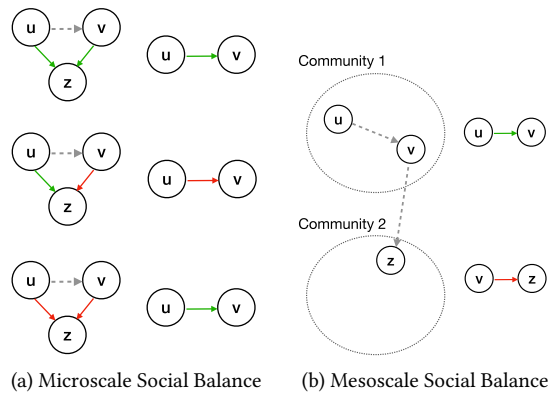 u v
z
u v
u v
z
u v
u v
z
u v
(a) Microscale Social Balance
Community 1
u
v
u v
Community 2
z
v z
(b) Mesoscale Social Balance